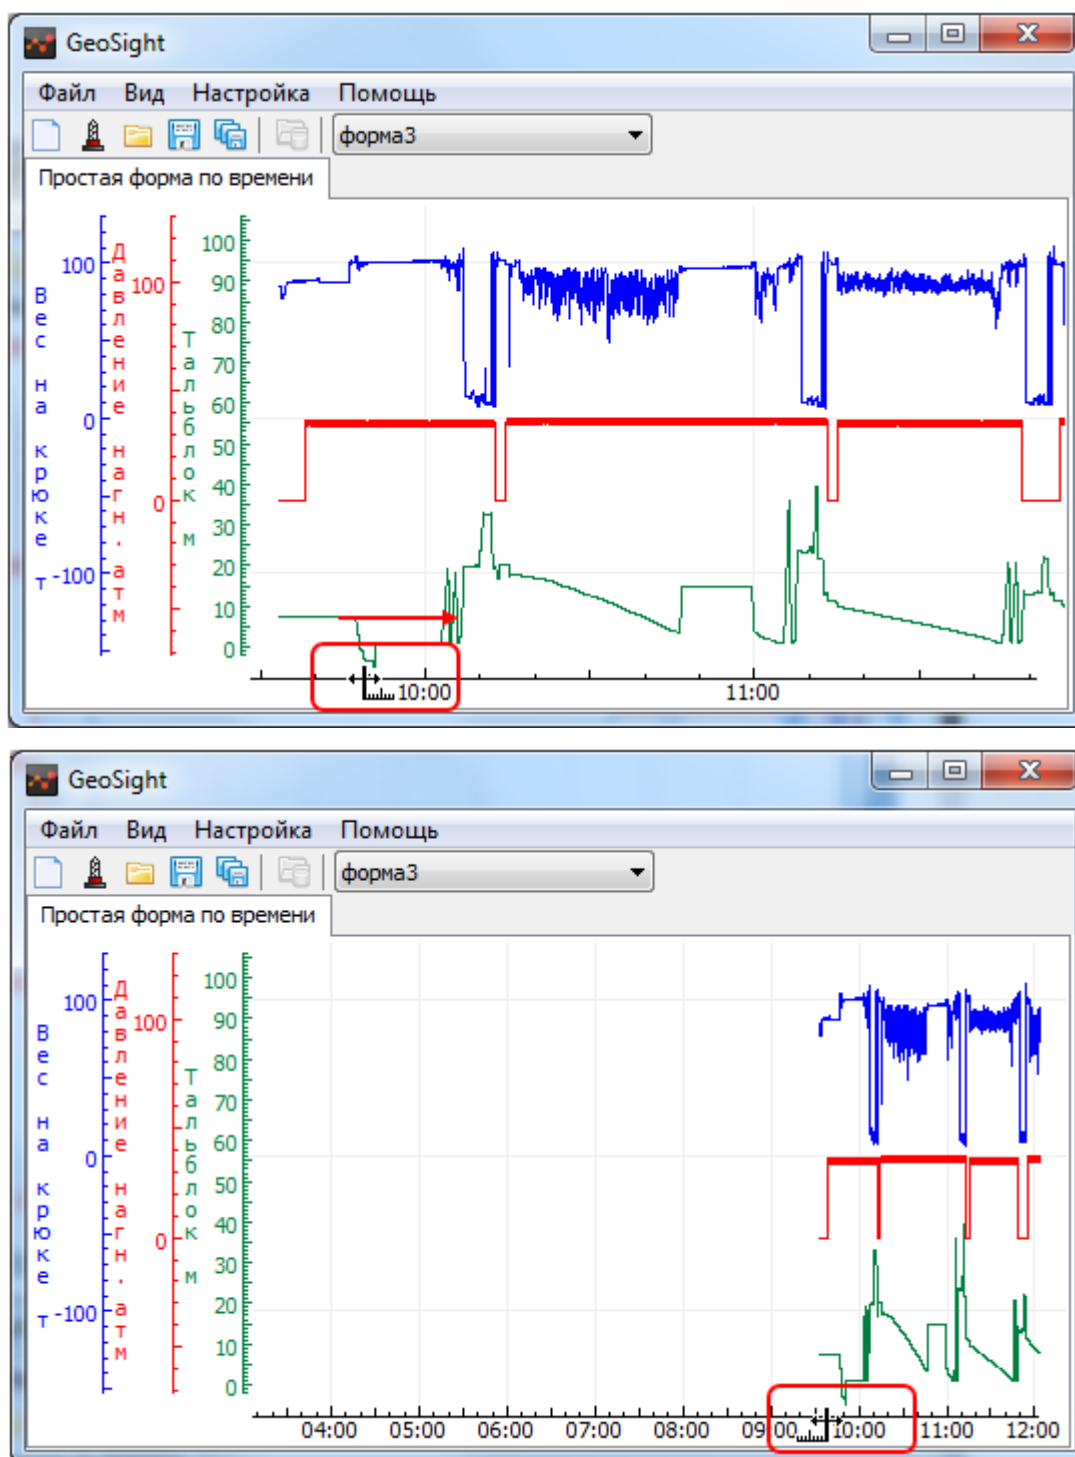 GeoSight
Файл Вид Настройка Помощь
форма3
Простая форма по времени
Вес на крюке т
100
0
-100
Давление нагн. атм
100
0
Тальблок м
100
90
80
70
60
50
40
30
20
10
0
10:00 11:00
GeoSight
Файл Вид Настройка Помощь
форма3
Простая форма по времени
Вес на крюке т
100
0
-100
Давление нагн. атм
100
0
Тальблок м
100
90
80
70
60
50
40
30
20
10
0
04:00 05:00 06:00 07:00 08:00 09:00 10:00 11:00 12:00